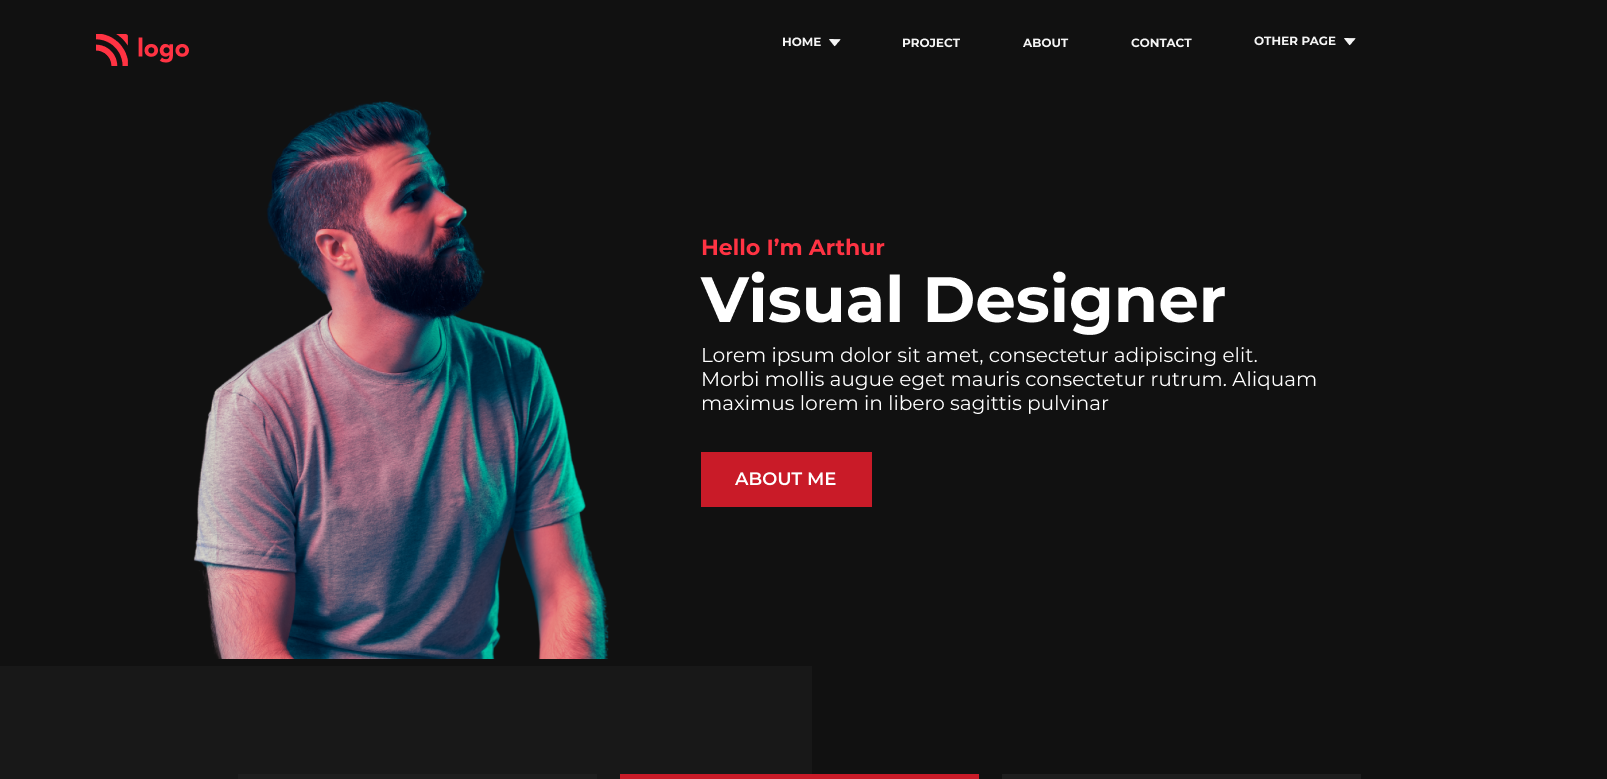 logo
HOME
PROJECT
ABOUT
CONTACT
OTHER PAGE
Hello I’m Arthur
Visual Designer
Lorem ipsum dolor sit amet, consectetur adipiscing elit.
Morbi mollis augue eget mauris consectetur rutrum. Aliquam
maximus lorem in libero sagittis pulvinar
ABOUT ME